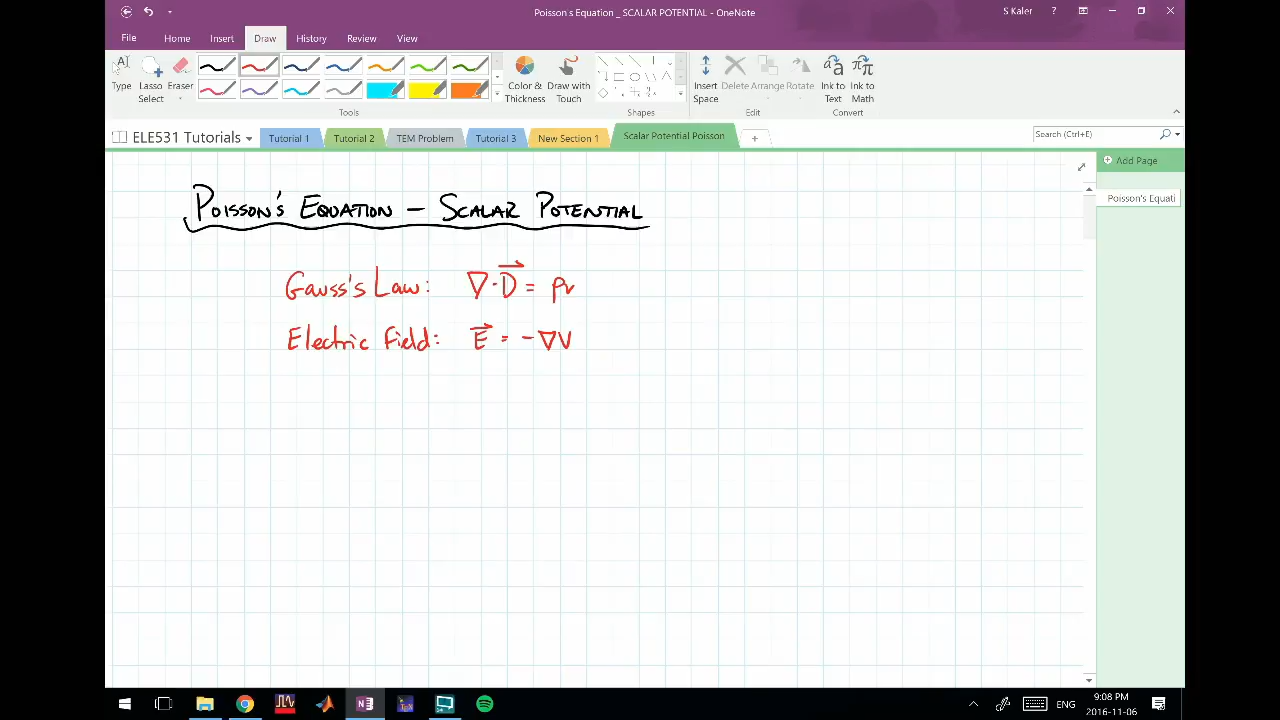 Poisson's Equation _ SCALAR POTENTIAL - OneNote
S Kaler
?
File
Home
Insert
Draw
History
Review
View
Type
Lasso Select
Eraser
Color & Thickness
Draw with Touch
Insert Space
Delete
Arrange
Rotate
Ink to Text
Ink to Math
Tools
Shapes
Edit
Convert
ELE531 Tutorials
Tutorial 1
Tutorial 2
TEM Problem
Tutorial 3
New Section 1
Scalar Potential Poisson
+
Search (Ctrl+E)
Add Page
Poisson's Equati
POISSON'S EQUATION – SCALAR POTENTIAL
Gauss's Law: ∇·D⃗ = ρv
Electric Field: E⃗ = -∇V
ENG
9:08 PM
2016-11-06